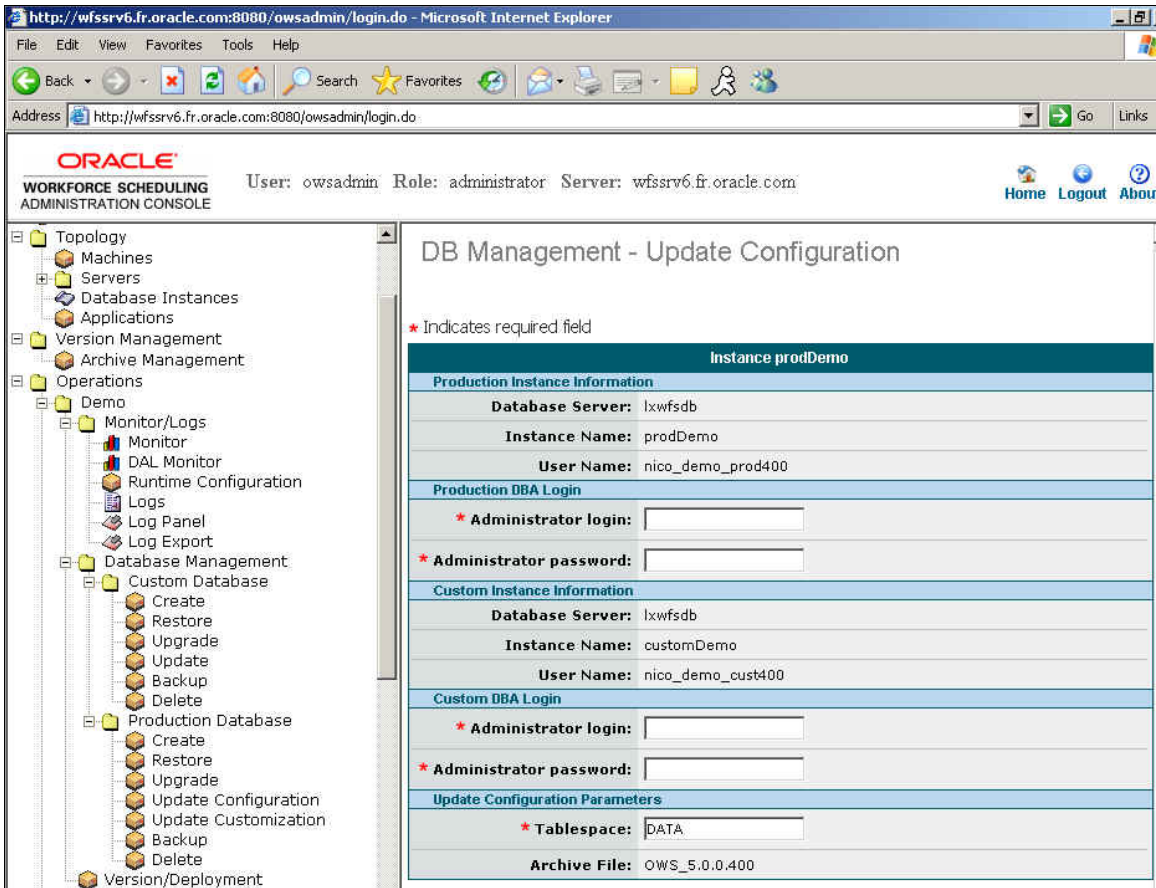 http://wfssrv6.fr.oracle.com:8080/owsadmin/login.do - Microsoft Internet Explorer
File Edit View Favorites Tools Help
Back Search Favorites
Address http://wfssrv6.fr.oracle.com:8080/owsadmin/login.do Go Links
ORACLE
WORKFORCE SCHEDULING
ADMINISTRATION CONSOLE
User: owsadmin Role: administrator Server: wfssrv6.fr.oracle.com
Home Logout Abou
Topology
Machines
Servers
Database Instances
Applications
Version Management
Archive Management
Operations
Demo
Monitor/Logs
Monitor
DAL Monitor
Runtime Configuration
Logs
Log Panel
Log Export
Database Management
Custom Database
Create
Restore
Upgrade
Update
Backup
Delete
Production Database
Create
Restore
Upgrade
Update Configuration
Update Customization
Backup
Delete
Version/Deployment
DB Management - Update Configuration
* Indicates required field
Instance prodDemo
Production Instance Information
Database Server: lxwfsdb
Instance Name: prodDemo
User Name: nico_demo_prod400
Production DBA Login
* Administrator login:
* Administrator password:
Custom Instance Information
Database Server: lxwfsdb
Instance Name: customDemo
User Name: nico_demo_cust400
Custom DBA Login
* Administrator login:
* Administrator password:
Update Configuration Parameters
* Tablespace: DATA
Archive File: OWS_5.0.0.400